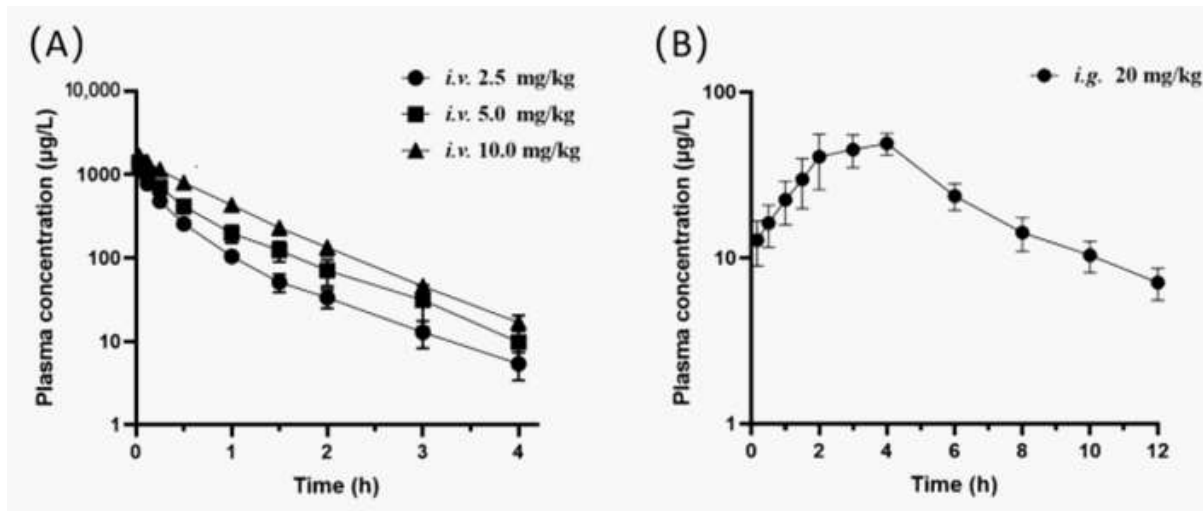 (A)
i.v. 2.5 mg/kg
i.v. 5.0 mg/kg
i.v. 10.0 mg/kg
Plasma concentration (μg/L)
10,000
1000
100
10
1
0 1 2 3 4
Time (h)
(B)
i.g. 20 mg/kg
Plasma concentration (μg/L)
100
10
1
0 2 4 6 8 10 12
Time (h)